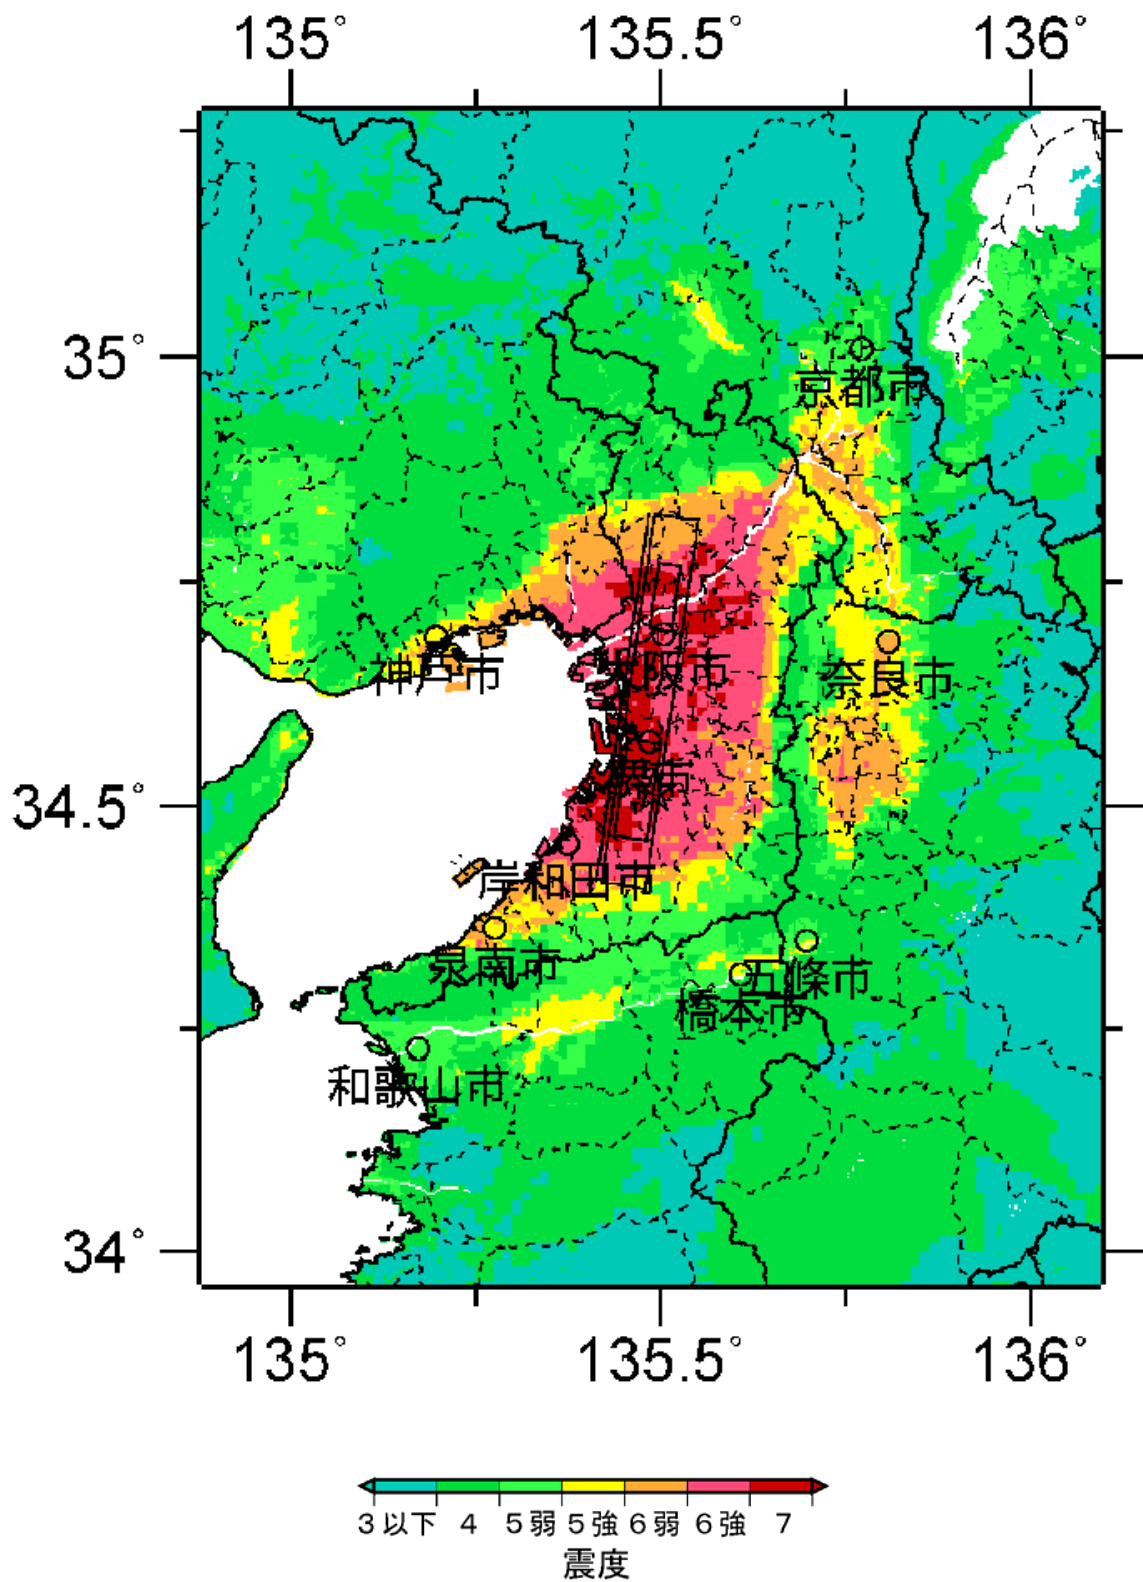 135° 135.5° 136°
35°
京都市
神戸市 大阪市 奈良市
堺市
34.5°
岸和田市
泉南市 五條市
橋本市
和歌山市
34°
135° 135.5° 136°
3以下 4 5弱 5強 6弱 6強 7
震度